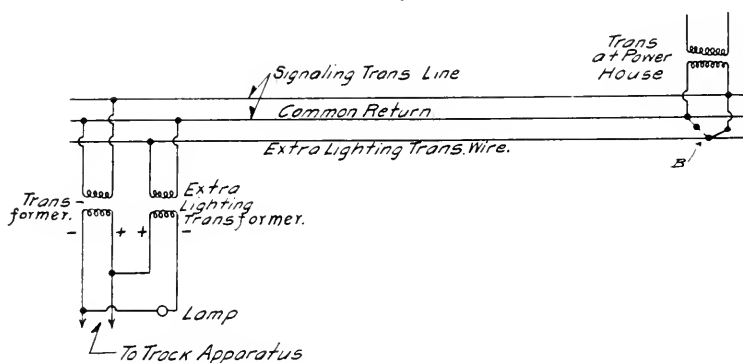 Trans
at Power
House
Signaling Trans Line
Common Return
Extra Lighting Trans. Wire.
B
Trans-
former.
Extra
Lighting
Transformer.
- + + -
Lamp
To Track Apparatus